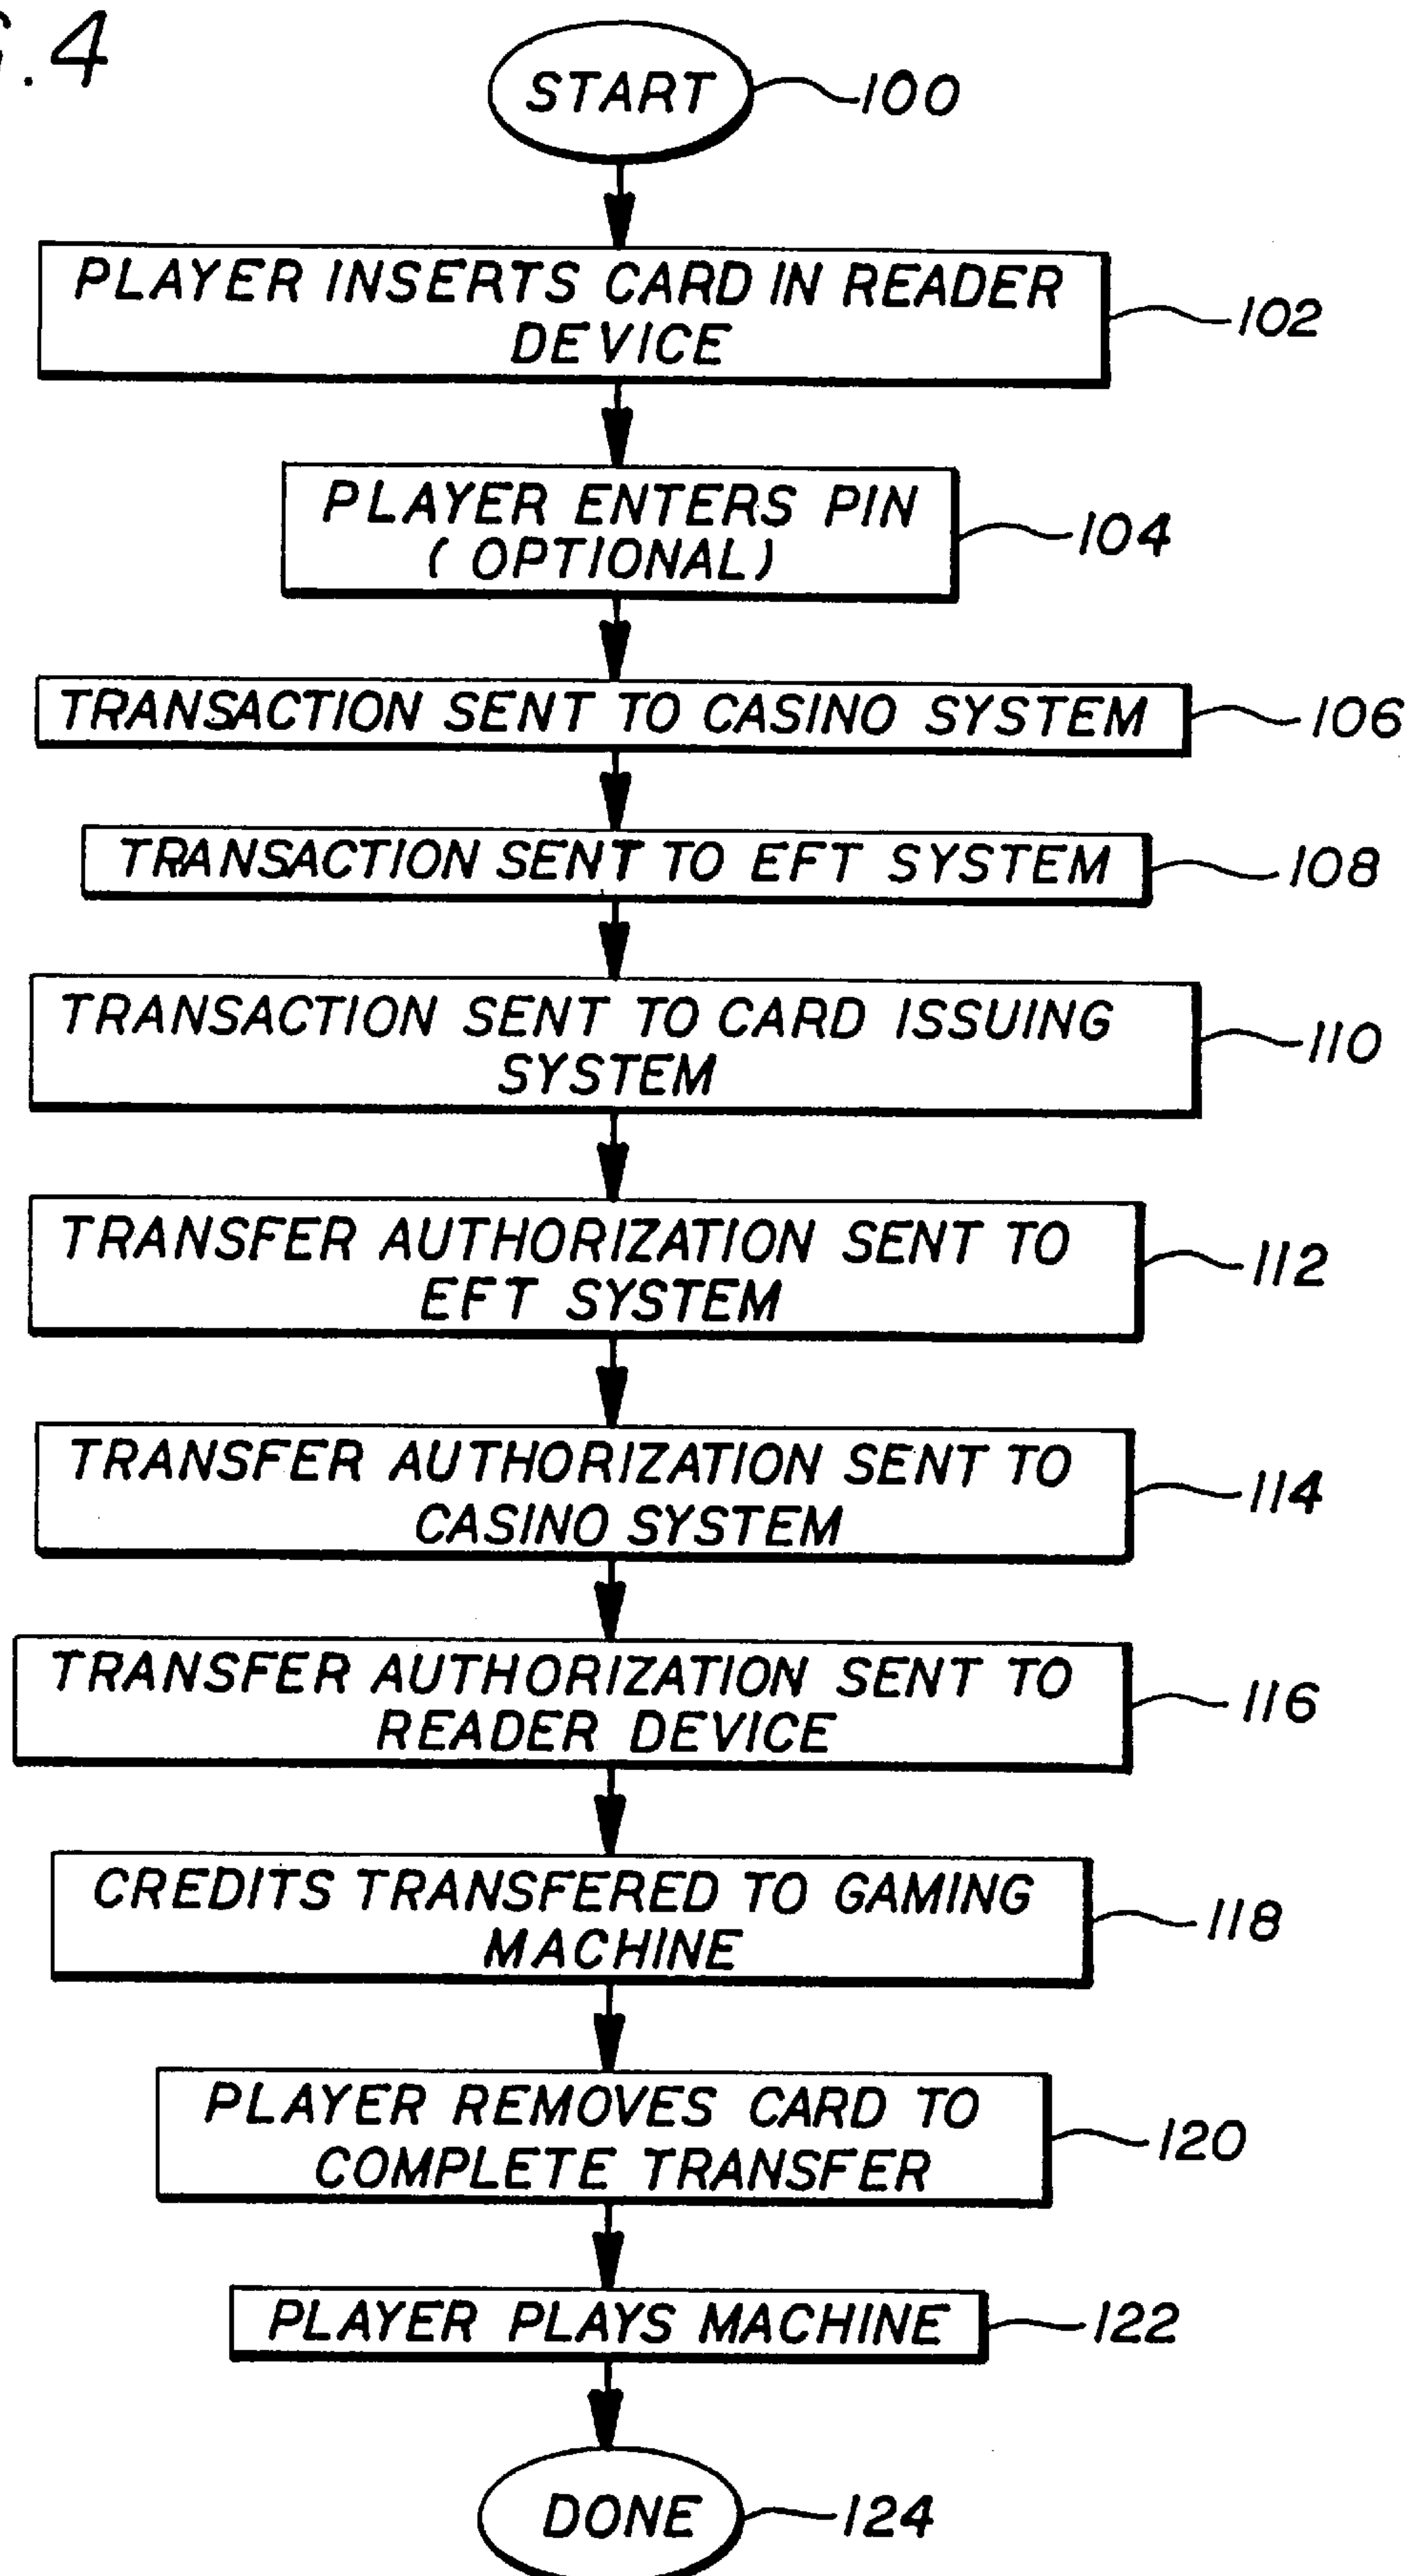 .4
START
100
PLAYER INSERTS CARD IN READER
DEVICE
102
PLAYER ENTERS PIN
(OPTIONAL)
104
TRANSACTION SENT TO CASINO SYSTEM
106
TRANSACTION SENT TO EFT SYSTEM
108
TRANSACTION SENT TO CARD ISSUING
SYSTEM
110
TRANSFER AUTHORIZATION SENT TO
EFT SYSTEM
112
TRANSFER AUTHORIZATION SENT TO
CASINO SYSTEM
114
TRANSFER AUTHORIZATION SENT TO
READER DEVICE
116
CREDITS TRANSFERED TO GAMING
MACHINE
118
PLAYER REMOVES CARD TO
COMPLETE TRANSFER
120
PLAYER PLAYS MACHINE
122
DONE
124